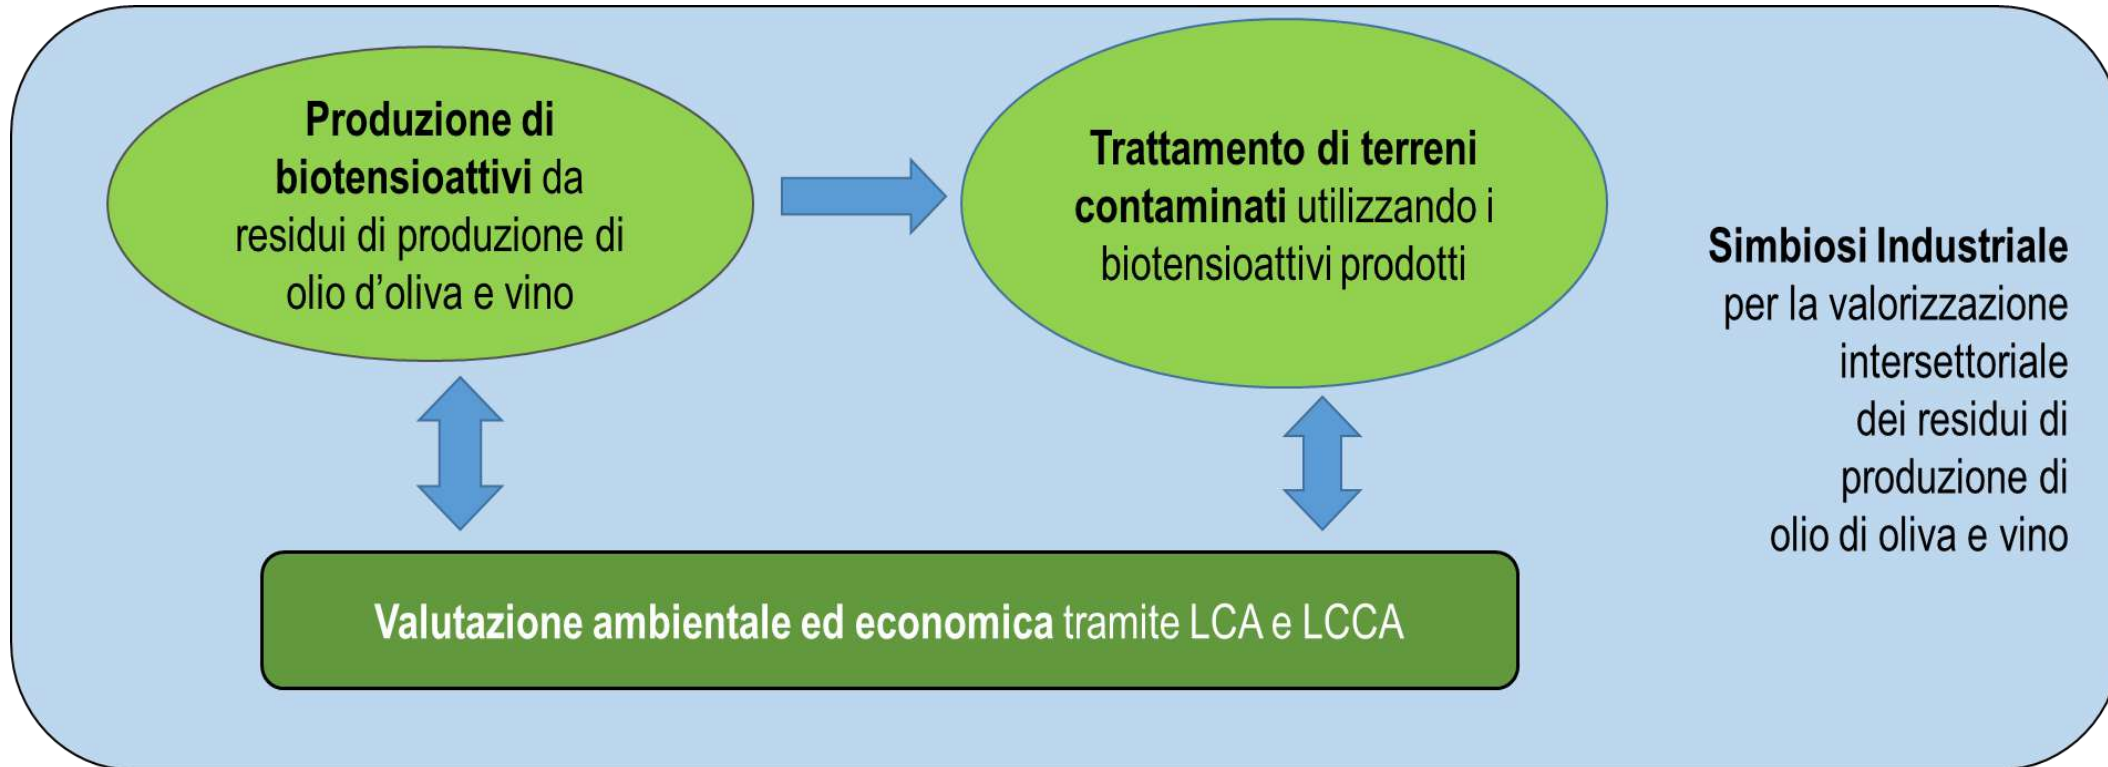 Produzione di
biotensioattivi da
residui di produzione di
olio d’oliva e vino
Trattamento di terreni
contaminati utilizzando i
biotensioattivi prodotti
Simbiosi Industriale
per la valorizzazione
intersettoriale
dei residui di
produzione di
olio di oliva e vino
Valutazione ambientale ed economica tramite LCA e LCCA